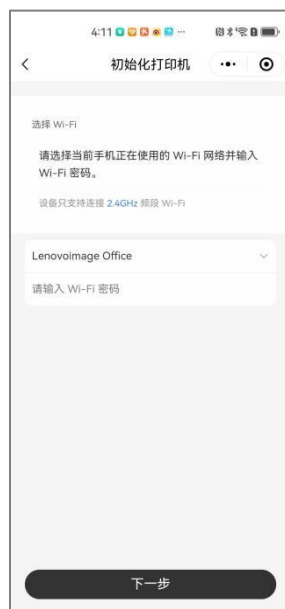 4:11
初始化打印机
选择 Wi-Fi
请选择当前手机正在使用的 Wi-Fi 网络并输入
Wi-Fi 密码。
设备只支持连接 2.4GHz 频段 Wi-Fi
Lenovoimage Office
请输入 Wi-Fi 密码
下一步